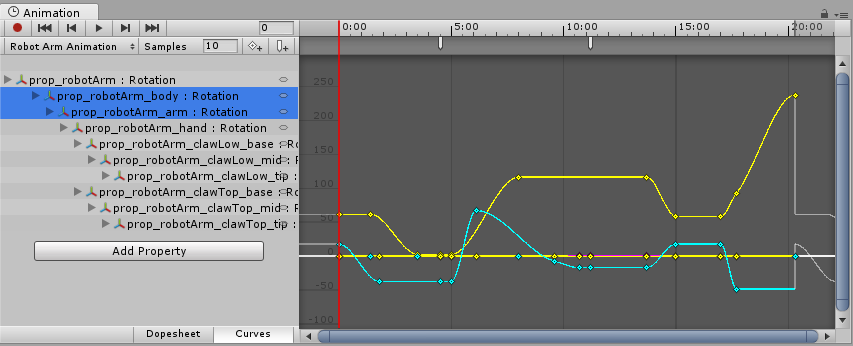 Animation
0
0:00 5:00 10:00 15:00 20:00
Robot Arm Animation Samples 10
prop_robotArm : Rotation
prop_robotArm_body : Rotation
prop_robotArm_arm : Rotation
prop_robotArm_hand : Rotation
prop_robotArm_clawLow_base : Ro
prop_robotArm_clawLow_mid : F
prop_robotArm_clawLow_tip
prop_robotArm_clawTop_base : Ro
prop_robotArm_clawTop_mid : F
prop_robotArm_clawTop_tip
Add Property
250
200
150
100
50
0
-50
-100
Dopesheet Curves